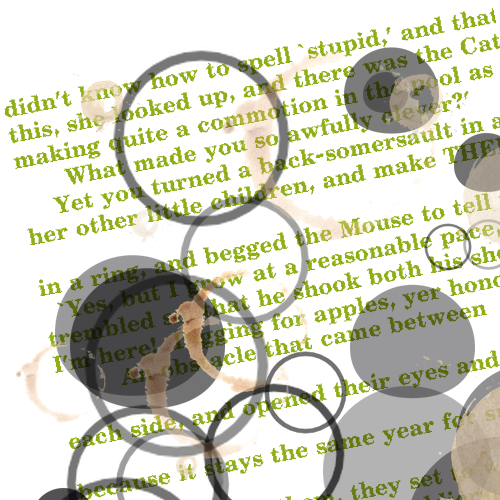 didn't know how to spell `stupid,' and that
this, she looked up, and there was the Cat
making quite a commotion in the pool as
What made you so awfully clever?'
Yet you turned a back-somersault in a
her other little children, and make THE
in a ring, and begged the Mouse to tell
`Yes, but I know at a reasonable pace,
trembled so that he shook both his sho
I'm here! Digging for apples, yer hono
An obstacle that came between
each side, and opened their eyes and
because it stays the same year for
them, they set